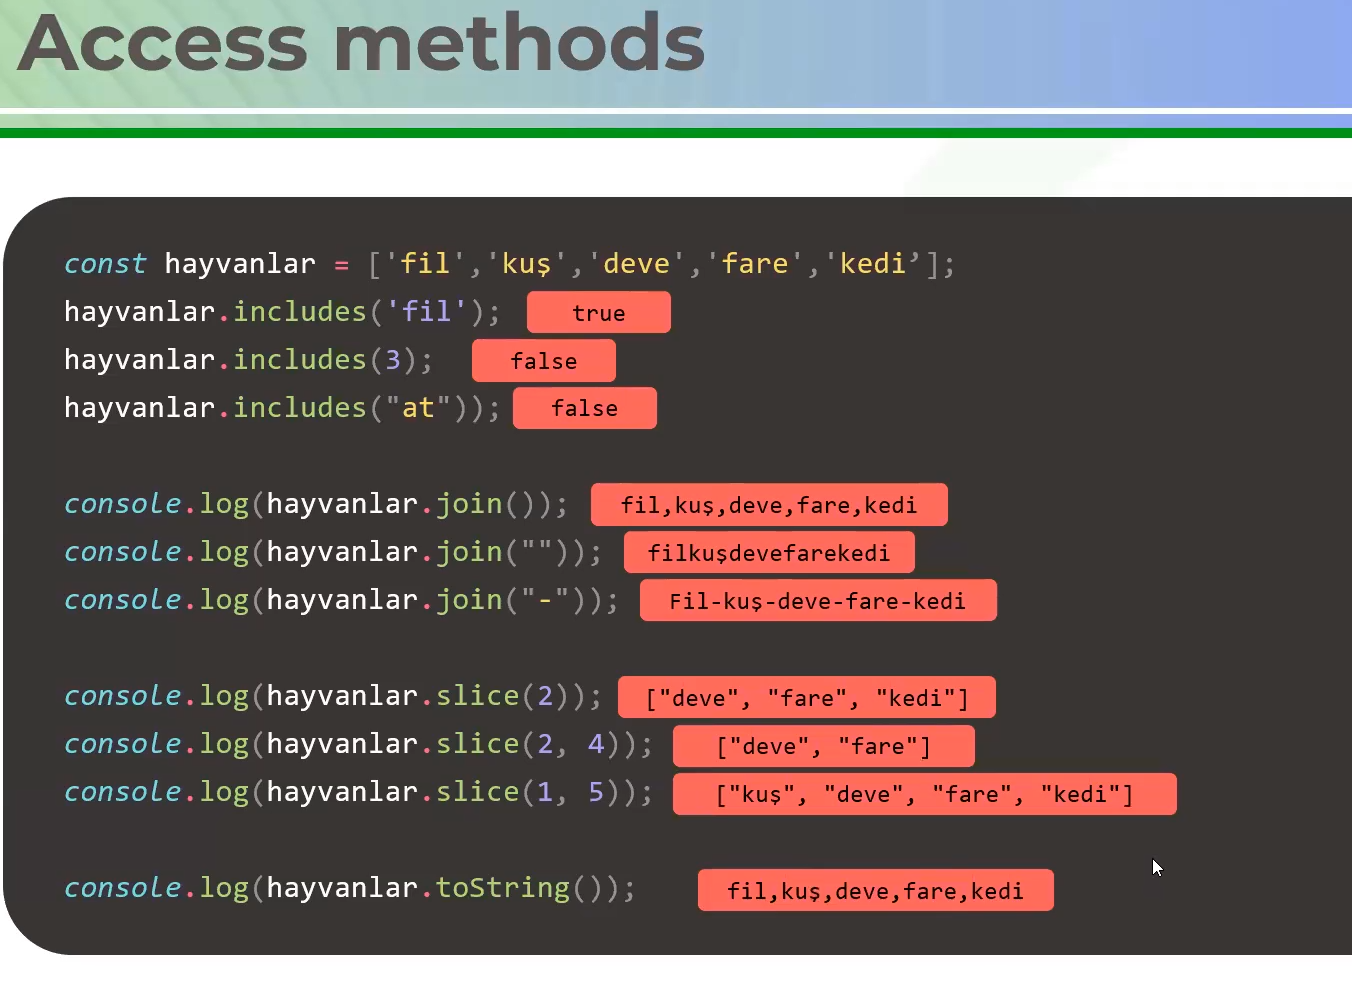 Access methods
const hayvanlar = ['fil','kuş','deve','fare','kedi’];
hayvanlar.includes('fil'); true
hayvanlar.includes(3); false
hayvanlar.includes("at")); false
console.log(hayvanlar.join()); fil,kuş,deve,fare,kedi
console.log(hayvanlar.join("")); filkuşdevefarekedi
console.log(hayvanlar.join("-")); Fil-kuş-deve-fare-kedi
console.log(hayvanlar.slice(2)); ["deve", "fare", "kedi"]
console.log(hayvanlar.slice(2, 4)); ["deve", "fare"]
console.log(hayvanlar.slice(1, 5)); ["kuş", "deve", "fare", "kedi"]
console.log(hayvanlar.toString()); fil,kuş,deve,fare,kedi